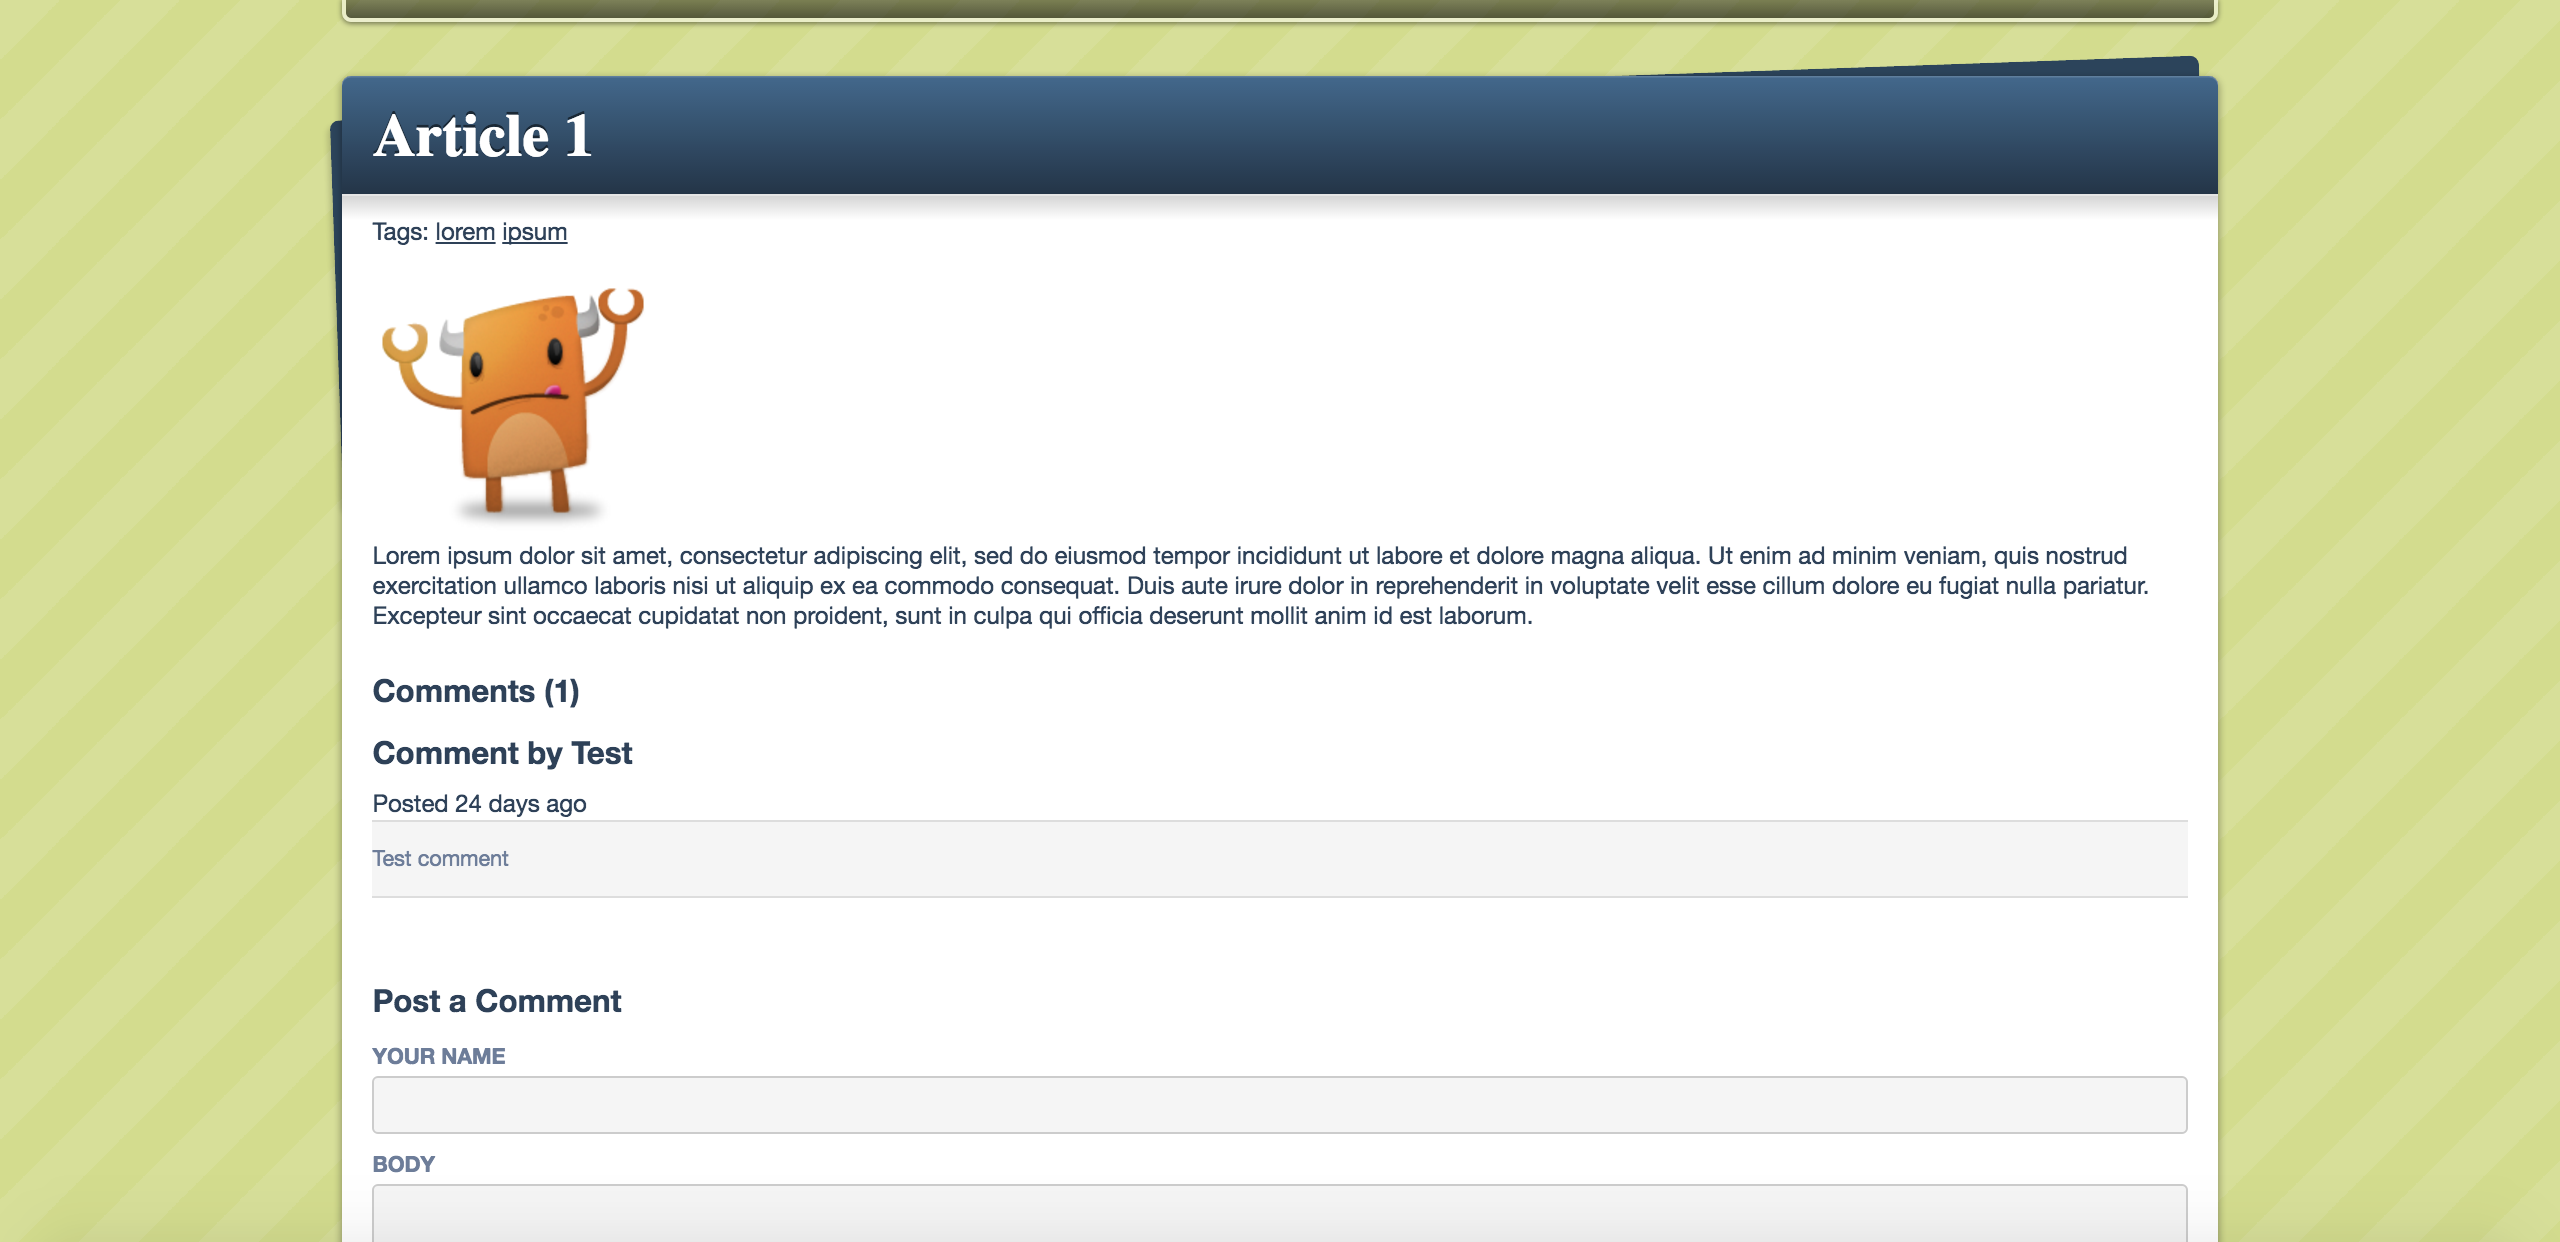 Article 1
Tags: lorem ipsum
Lorem ipsum dolor sit amet, consectetur adipiscing elit, sed do eiusmod tempor incididunt ut labore et dolore magna aliqua. Ut enim ad minim veniam, quis nostrud
exercitation ullamco laboris nisi ut aliquip ex ea commodo consequat. Duis aute irure dolor in reprehenderit in voluptate velit esse cillum dolore eu fugiat nulla pariatur.
Excepteur sint occaecat cupidatat non proident, sunt in culpa qui officia deserunt mollit anim id est laborum.
Comments (1)
Comment by Test
Posted 24 days ago
Test comment
Post a Comment
YOUR NAME
BODY